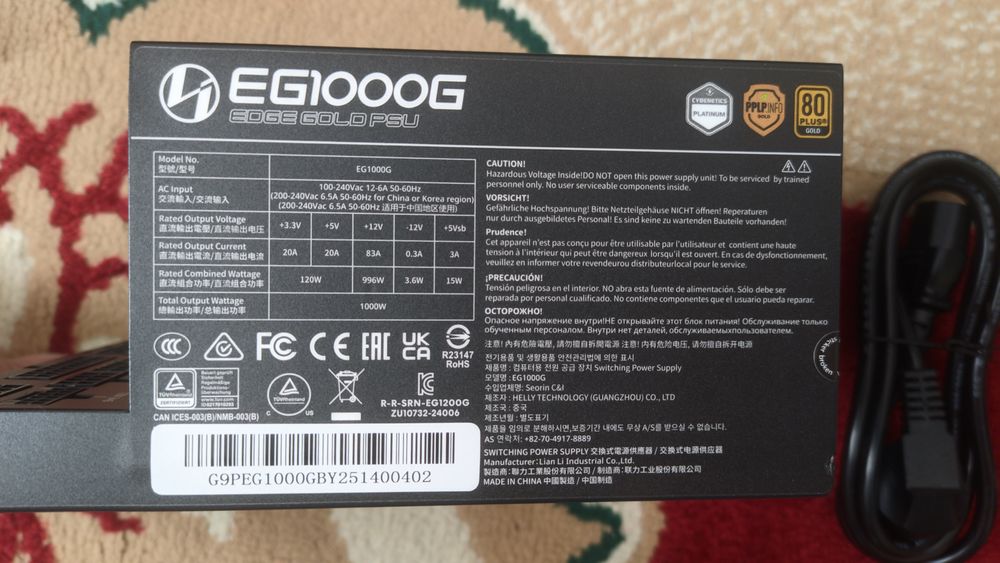 EG1000G
EDGE GOLD PSU
CYBENETICS
PLATINUM
PPLP.INFO
GOLD
80
PLUS®
GOLD
Model No.
型號/型号
EG1000G
AC Input
交流輸入/交流输入
100-240Vac 12-6A 50-60Hz
(200-240Vac 6.5A 50-60Hz for China or Korea region)
(200-240Vac 6.5A 50-60Hz 适用于中国地区使用)
Rated Output Voltage
直流輸出電壓/直流输出电压
+3.3V +5V +12V -12V +5Vsb
Rated Output Current
直流輸出電流/直流输出电流
20A 20A 83A 0.3A 3A
Rated Combined Wattage
直流組合功率/直流组合功率
120W 996W 3.6W 15W
Total Output Wattage
總輸出功率/总输出功率
1000W
CCC
FC CE EAC UK
CA
R23147
RoHS
TÜVRheinland
CERTIFIED
Bauart geprüft
Sicherheit
Regelmäßige
Produktions-
überwachung
www.tuv.com
TÜVRheinland
C US
R-R-SRN-EG1200G
ZU10732-24006
CAN ICES-003(B)/NMB-003(B)
G9PEG1000GBY251400402
CAUTION!
Hazardous Voltage Inside!DO NOT open this power supply unit! To be serviced by trained
personnel only. No user serviceable components inside.
VORSICHT!
Gefährliche Hochspannung! Bitte Netzteilgehäuse NICHT öffnen! Reperaturen
nur durch ausgebildetes Personal! Es sind keine zu wartenden Bauteile vorhanden!
Prudence!
Cet appareil n'est pas conçu pour être utilisable par l'utilisateur et contient une haute
tension à l'intérieur qui peut être dangereux lorsqu'il est ouvert. En cas de dysfonctionnement,
veuillez en informer votre revendeurou distributeurlocal pour le service.
¡PRECAUCIÓN!
Tensión peligrosa en el interior. NO abra esta fuente de alimentación. Sólo debe ser
reparada por personal cualificado. No contiene componentes que el usuario pueda reparar.
ОСТОРОЖНО!
Опасное напряжение внутри!НЕ открывайте этот блок питания! Обслуживание только
обученным персоналом. Внутри нет деталей, обслуживаемыхпользователем.
注意! 內有危險電壓, 請勿擅自拆開電源 注意! 内有危险电压, 请勿擅自拆开电源
전기용품 및 생활용품 안전관리법에 의한 표시
제품명 : 컴퓨터용 전원 공급 장치 Switching Power Supply
모델명 : EG1000G
수입업체명: Seorin C&I
제조자 : HELLY TECHNOLOGY (GUANGZHOU) CO., LTD
제조국 : 중국
제조년월 : 별도표기
제품을 임의로 분해하시면,보증기간 내에도 무상 A/S를 받으실 수 없습니다.
AS 연락처: +82-70-4917-8889
SWITCHING POWER SUPPLY 交換式電源供應器 / 交换式电源供应器
Manufacturer: Lian Li Industrial Co.,Ltd.
製造商：聯力工業股份有限公司 / 制造商：联力工业股份有限公司
MADE IN CHINA 中國製造 / 中国制造
sticker broken